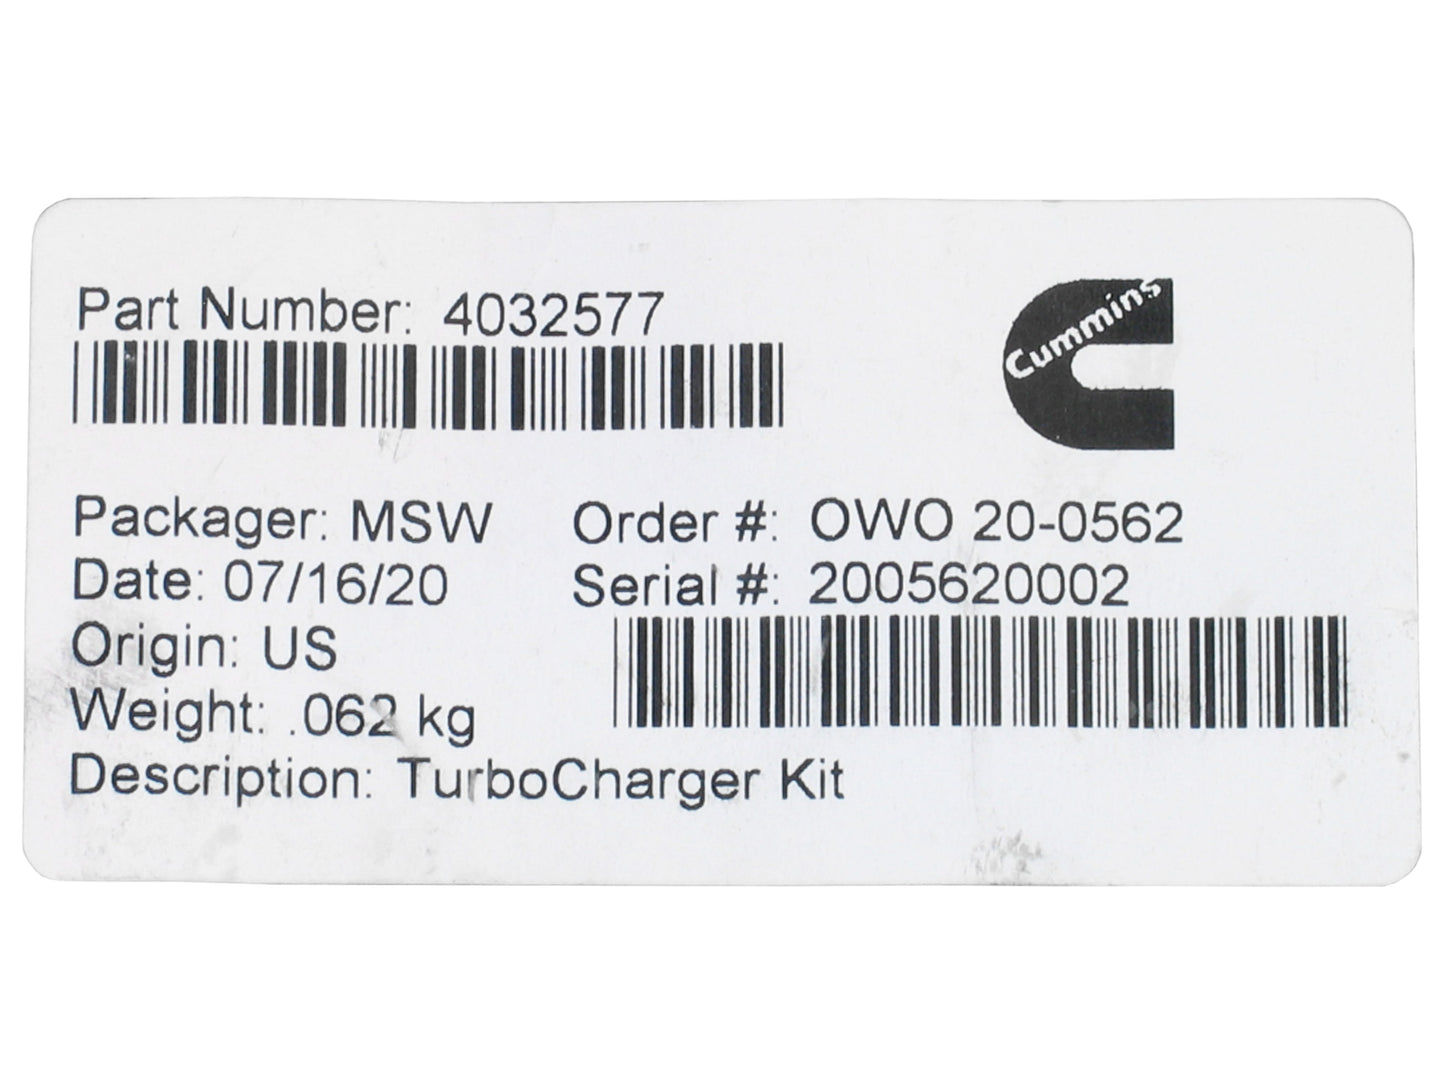 Part Number: 4032577
Cummins
Packager: MSW
Order #: OWO 20-0562
Date: 07/16/20
Serial #: 2005620002
Origin: US
Weight: .062 kg
Description: TurboCharger Kit